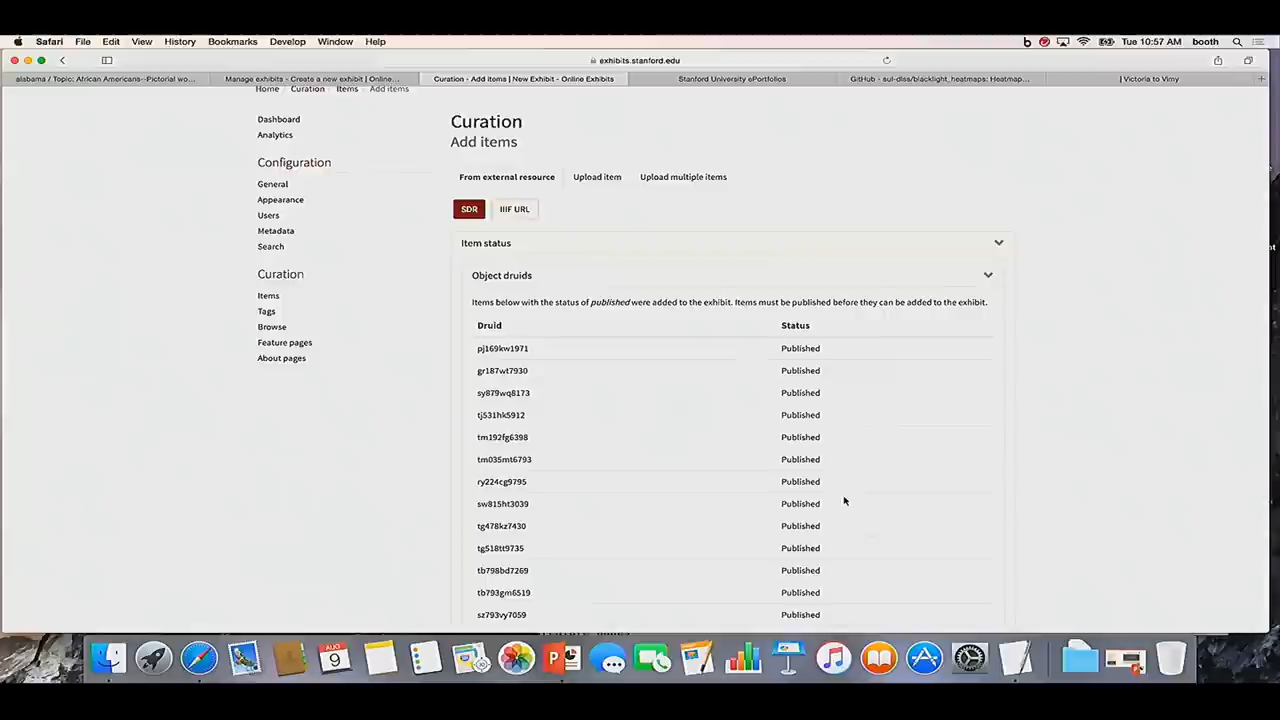 Safari File Edit View History Bookmarks Develop Window Help Tue 10:57 AM booth
exhibits.stanford.edu
alabama / Topic: African Americans--Pictorial wo... Manage exhibits - Create a new exhibit | Online... Curation - Add items | New Exhibit - Online Exhibits Stanford University ePortfolios GitHub - sul-dlss/blacklight_heatmaps: Heatmap... | Victoria to Vimy
Home Curation Items Add items
Dashboard
Analytics
Configuration
General
Appearance
Users
Metadata
Search
Curation
Items
Tags
Browse
Feature pages
About pages
Curation
Add items
From external resource Upload item Upload multiple items
SDR IIIF URL
Item status
Object druids
Items below with the status of published were added to the exhibit. Items must be published before they can be added to the exhibit.
Druid Status
pj169kw1971 Published
gr187wt7930 Published
sy879wq8173 Published
tj531hk5912 Published
tm192fg6398 Published
tm035mt6793 Published
ry224cg9795 Published
sw815ht3039 Published
tg478kz7430 Published
tg518tt9735 Published
tb798bd7269 Published
tb793gm6519 Published
sz793vy7059 Published
AUG
9